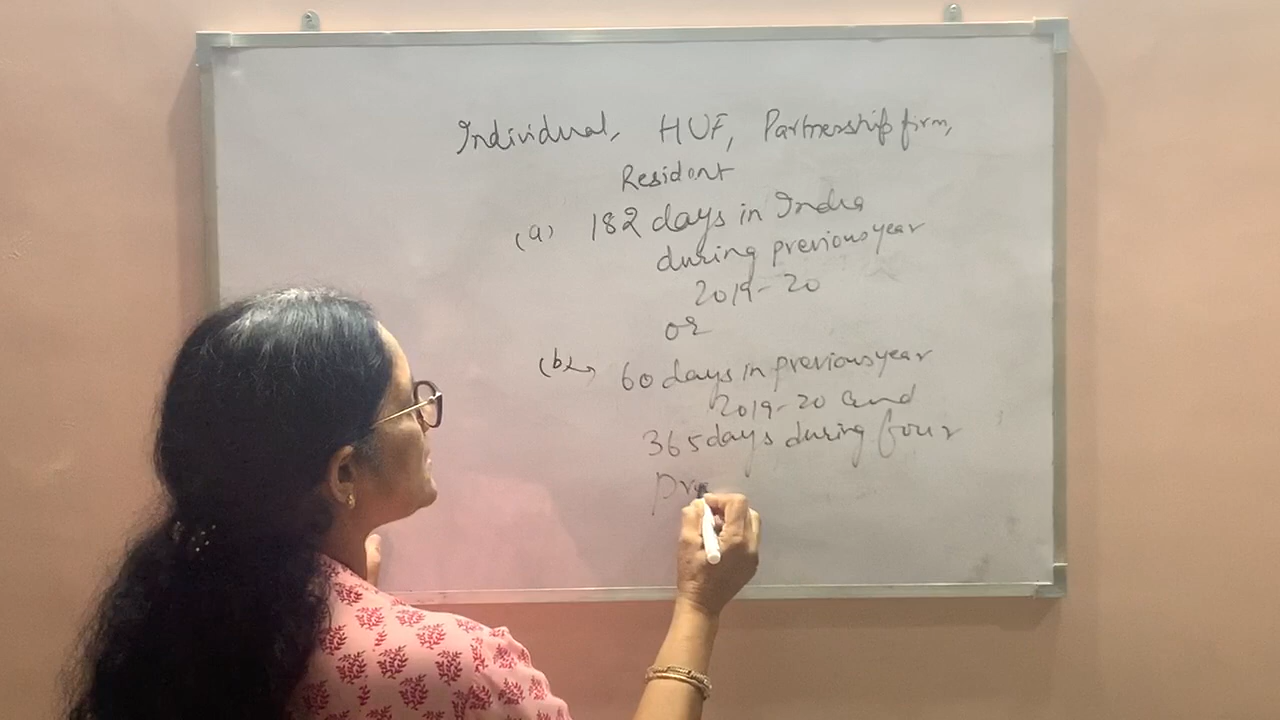 Individual, HUF, Partnership firm,
Resident
(a) 182 days in India
during previous year
2019-20
or
(b) 60 days in previous year
2019-20 and
365 days during four
pre